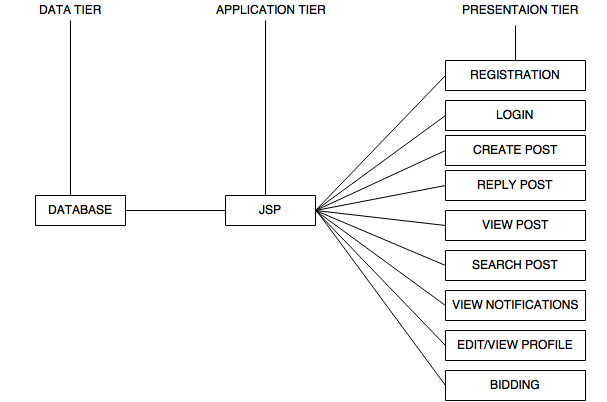 DATA TIER
APPLICATION TIER
PRESENTAION TIER
REGISTRATION
LOGIN
CREATE POST
REPLY POST
DATABASE
JSP
VIEW POST
SEARCH POST
VIEW NOTIFICATIONS
EDIT/VIEW PROFILE
BIDDING